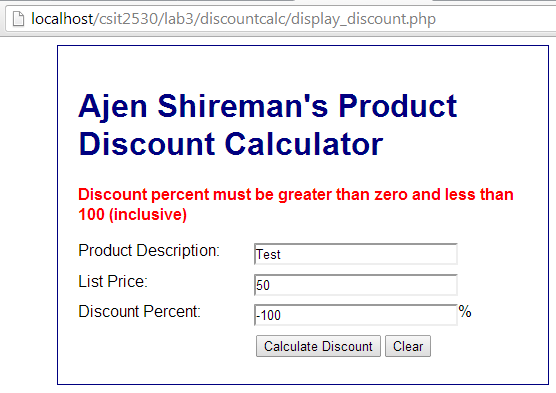 localhost/csit2530/lab3/discountcalc/display_discount.php
Ajen Shireman's Product
Discount Calculator
Discount percent must be greater than zero and less than
100 (inclusive)
Product Description: Test
List Price: 50
Discount Percent: -100 %
Calculate Discount Clear